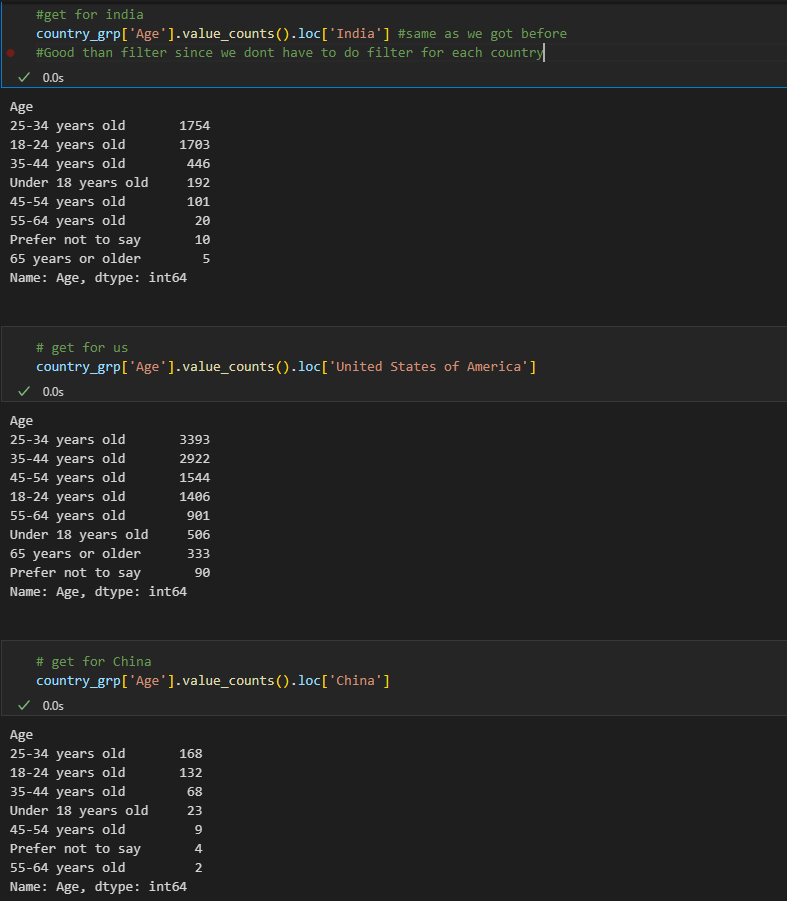 #get for india
country_grp['Age'].value_counts().loc['India'] #same as we got before
#Good than filter since we dont have to do filter for each country
0.0s
Age
25-34 years old 1754
18-24 years old 1703
35-44 years old 446
Under 18 years old 192
45-54 years old 101
55-64 years old 20
Prefer not to say 10
65 years or older 5
Name: Age, dtype: int64
# get for us
country_grp['Age'].value_counts().loc['United States of America']
0.0s
Age
25-34 years old 3393
35-44 years old 2922
45-54 years old 1544
18-24 years old 1406
55-64 years old 901
Under 18 years old 506
65 years or older 333
Prefer not to say 90
Name: Age, dtype: int64
# get for China
country_grp['Age'].value_counts().loc['China']
0.0s
Age
25-34 years old 168
18-24 years old 132
35-44 years old 68
Under 18 years old 23
45-54 years old 9
Prefer not to say 4
55-64 years old 2
Name: Age, dtype: int64